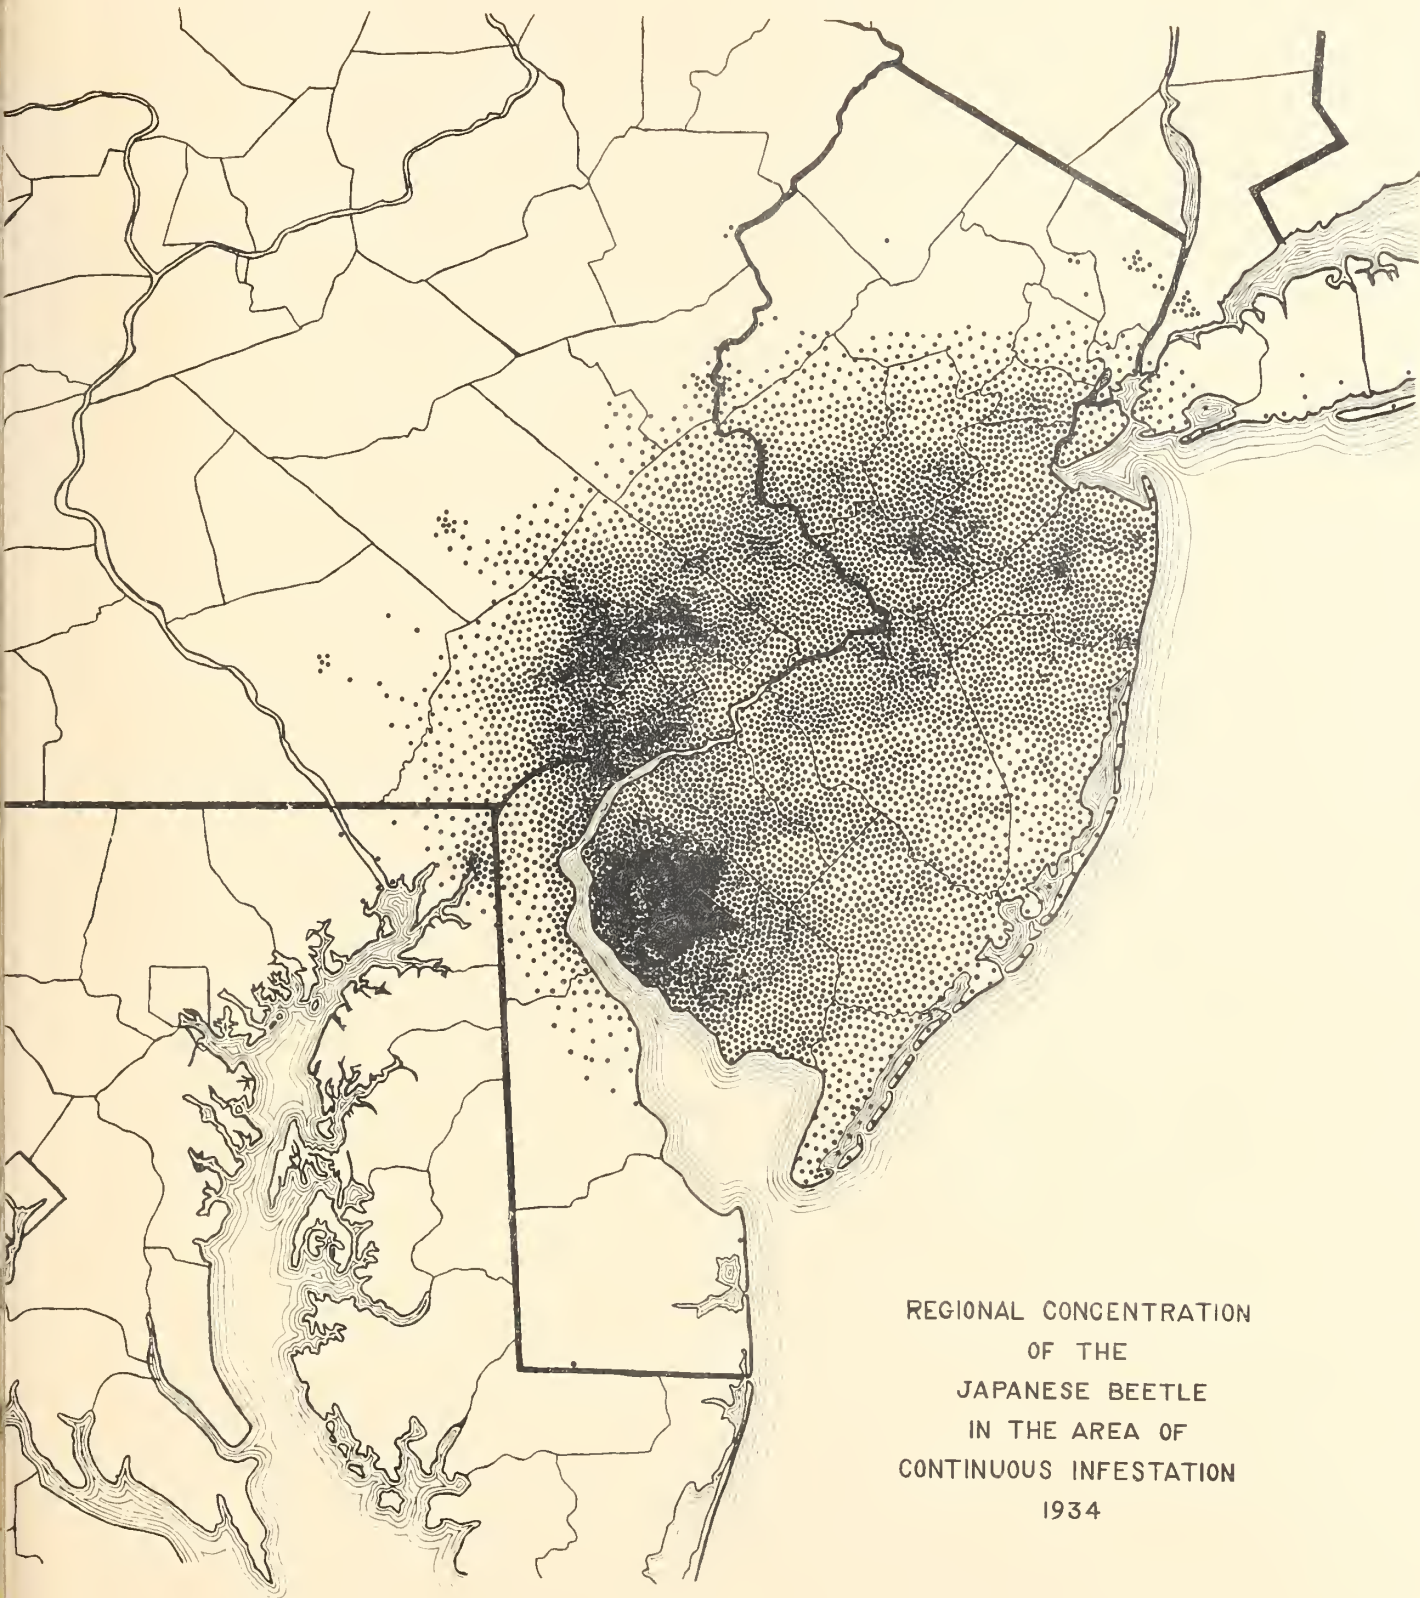 REGIONAL CONCENTRATION
OF THE
JAPANESE BEETLE
IN THE AREA OF
CONTINUOUS INFESTATION
1934